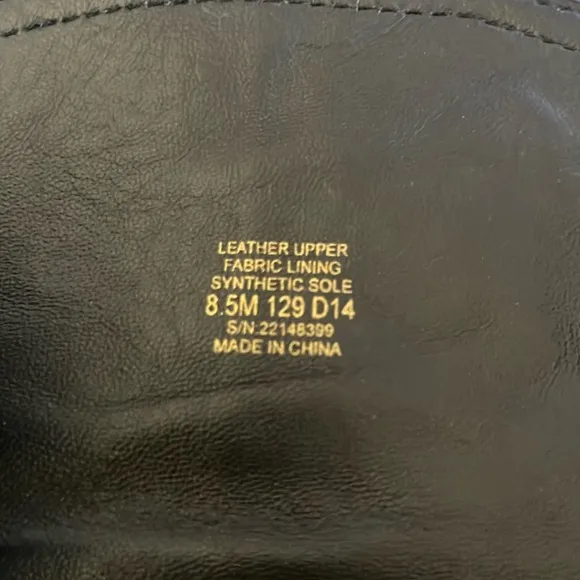 LEATHER UPPER
FABRIC LINING
SYNTHETIC SOLE
8.5M 129 D14
S/N:22148399
MADE IN CHINA